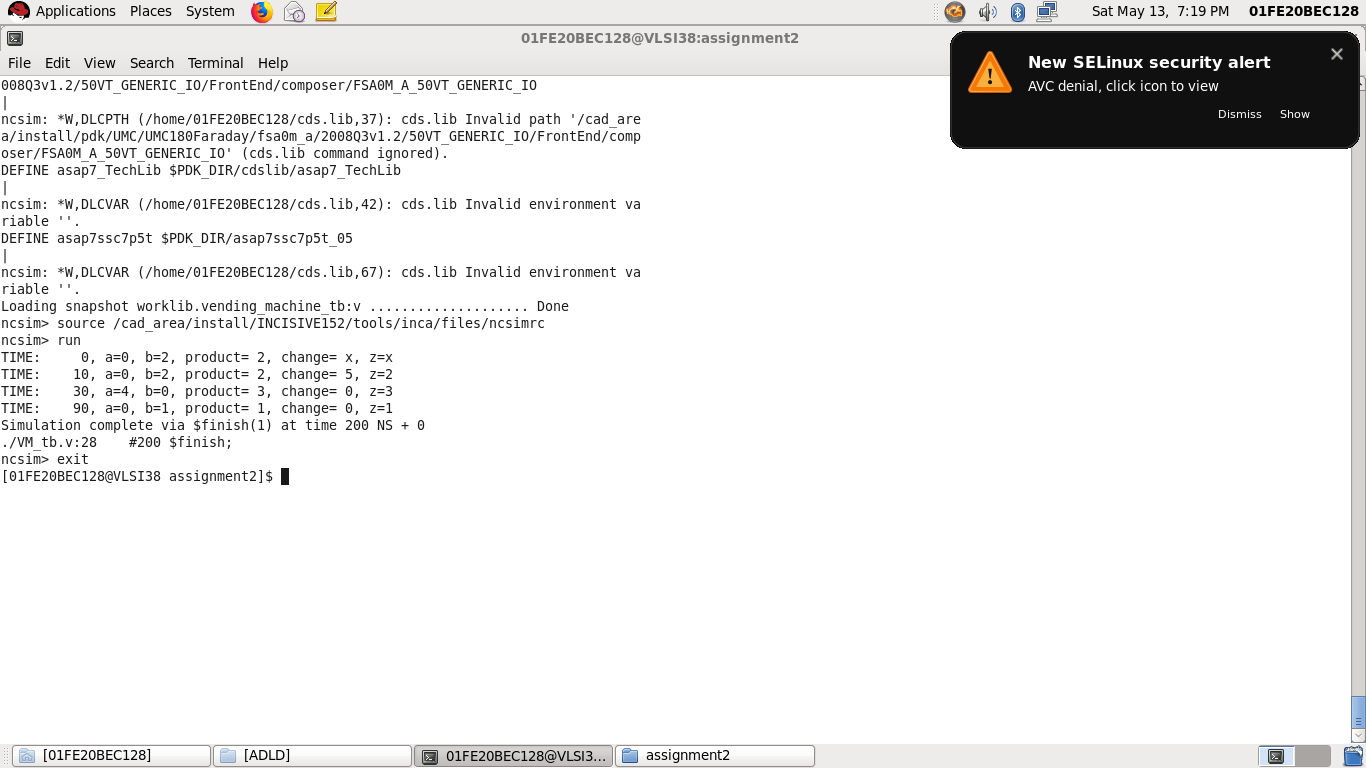 Applications Places System Sat May 13, 7:19 PM 01FE20BEC128
01FE20BEC128@VLSI38:assignment2
File Edit View Search Terminal Help
New SELinux security alert
AVC denial, click icon to view
Dismiss Show
008Q3v1.2/50VT_GENERIC_IO/FrontEnd/composer/FSA0M_A_50VT_GENERIC_IO
|
ncsim: *W,DLCPTH (/home/01FE20BEC128/cds.lib,37): cds.lib Invalid path '/cad_are
a/install/pdk/UMC/UMC180Faraday/fsa0m_a/2008Q3v1.2/50VT_GENERIC_IO/FrontEnd/comp
oser/FSA0M_A_50VT_GENERIC_IO' (cds.lib command ignored).
DEFINE asap7_TechLib $PDK_DIR/cdslib/asap7_TechLib
|
ncsim: *W,DLCVAR (/home/01FE20BEC128/cds.lib,42): cds.lib Invalid environment va
riable ''.
DEFINE asap7ssc7p5t $PDK_DIR/asap7ssc7p5t_05
|
ncsim: *W,DLCVAR (/home/01FE20BEC128/cds.lib,67): cds.lib Invalid environment va
riable ''.
Loading snapshot worklib.vending_machine_tb:v .................... Done
ncsim> source /cad_area/install/INCISIVE152/tools/inca/files/ncsimrc
ncsim> run
TIME:     0, a=0, b=2, product= 2, change= x, z=x
TIME:    10, a=0, b=2, product= 2, change= 5, z=2
TIME:    30, a=4, b=0, product= 3, change= 0, z=3
TIME:    90, a=0, b=1, product= 1, change= 0, z=1
Simulation complete via $finish(1) at time 200 NS + 0
./VM_tb.v:28    #200 $finish;
ncsim> exit
[01FE20BEC128@VLSI38 assignment2]$
[01FE20BEC128] [ADLD] 01FE20BEC128@VLSI3... assignment2